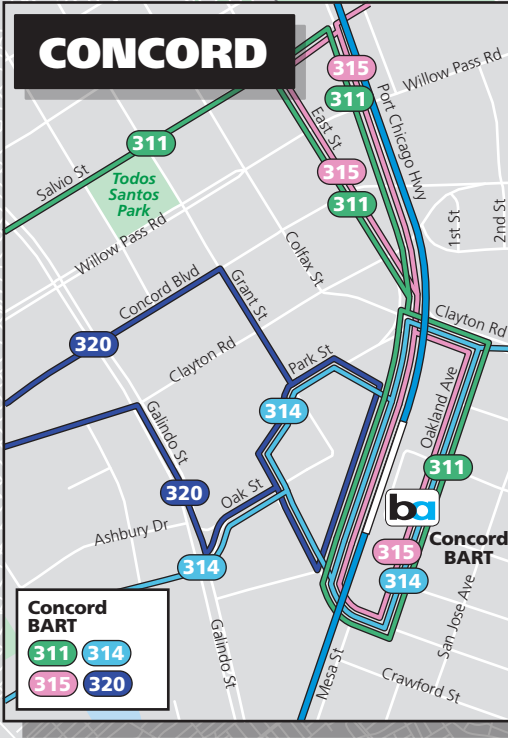 CONCORD
315
311
Willow Pass Rd
Port Chicago Hwy
East St
311
Salvio St
Todos
Santos
Park
315
311
1st St
2nd St
Willow Pass Rd
Colfax St
Concord Blvd
Grant St
Clayton Rd
320
Clayton Rd
Park St
Oakland Ave
314
Galindo St
311
320
Oak St
ba
Ashbury Dr
Concord
BART
315
314
314
San Jose Ave
Concord
BART
311 314
315 320
Galindo St
Mesa St
Crawford St